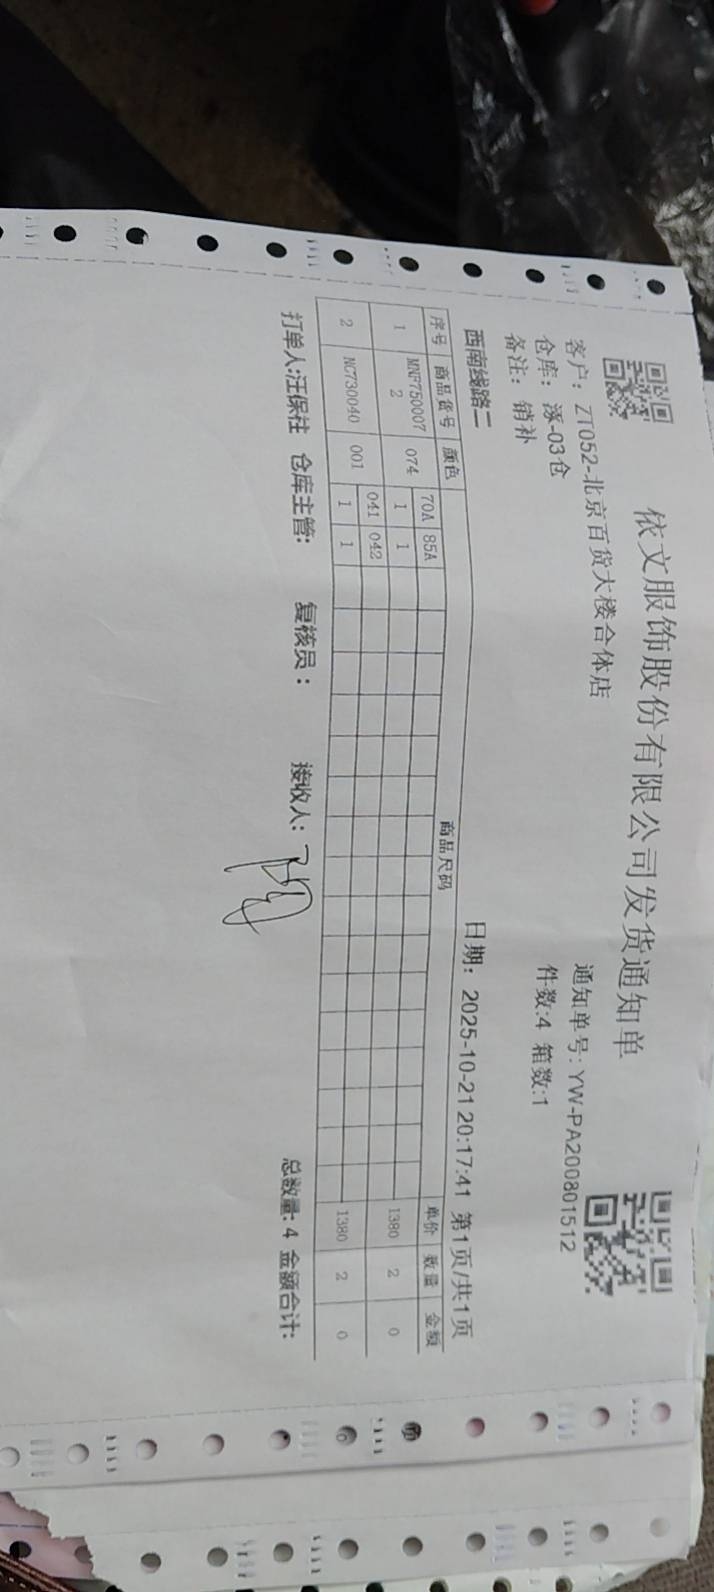 依文服饰股份有限公司发货通知单
客户：ZT052-北京百货大楼合体店 通知单号：YW-PA200801512
仓库：涿-03仓 件数:4 箱数:1
备注：销补
西南线路二 日期：2025-10-21 20:17:41 第1页/共1页
序号 商品货号 颜色 商品尺码 单价 数量 金额
70A 85A
1 MNF750007 2 074 1 1 1380 2 0
041 042
2 NC730040 001 1 1 1380 2 0
打单人:汪保柱 仓库主管: 复核员： 接收人: 总数量: 4 金额合计: